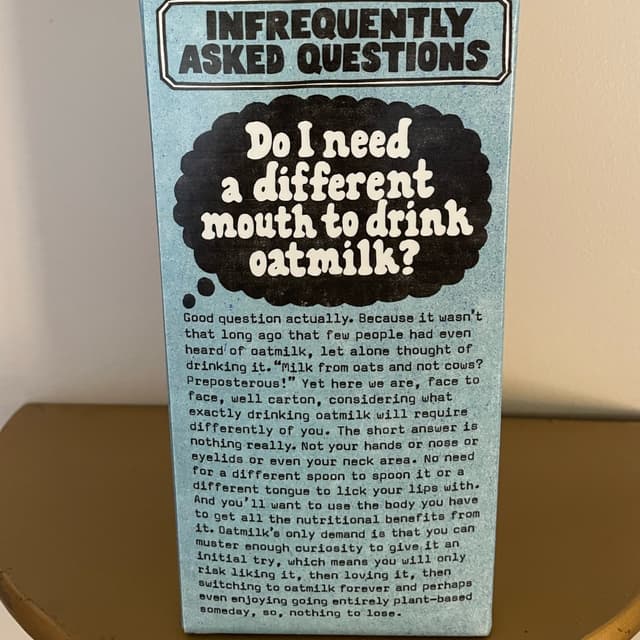 INFREQUENTLY
ASKED QUESTIONS
Do I need
a different
mouth to drink
oatmilk?
Good question actually. Because it wasn't
that long ago that few people had even
heard of oatmilk, let alone thought of
drinking it. "Milk from oats and not cows?
Preposterous!" Yet here we are, face to
face, well carton, considering what
exactly drinking oatmilk will require
differently of you. The short answer is
nothing really. Not your hands or nose or
eyelids or even your neck area. No need
for a different spoon to spoon it or a
different tongue to lick your lips with.
And you'll want to use the body you have
to get all the nutritional benefits from
it. Oatmilk's only demand is that you can
muster enough curiosity to give it an
initial try, which means you will only
risk liking it, then loving it, then
switching to oatmilk forever and perhaps
even enjoying going entirely plant-based
someday, so, nothing to lose.